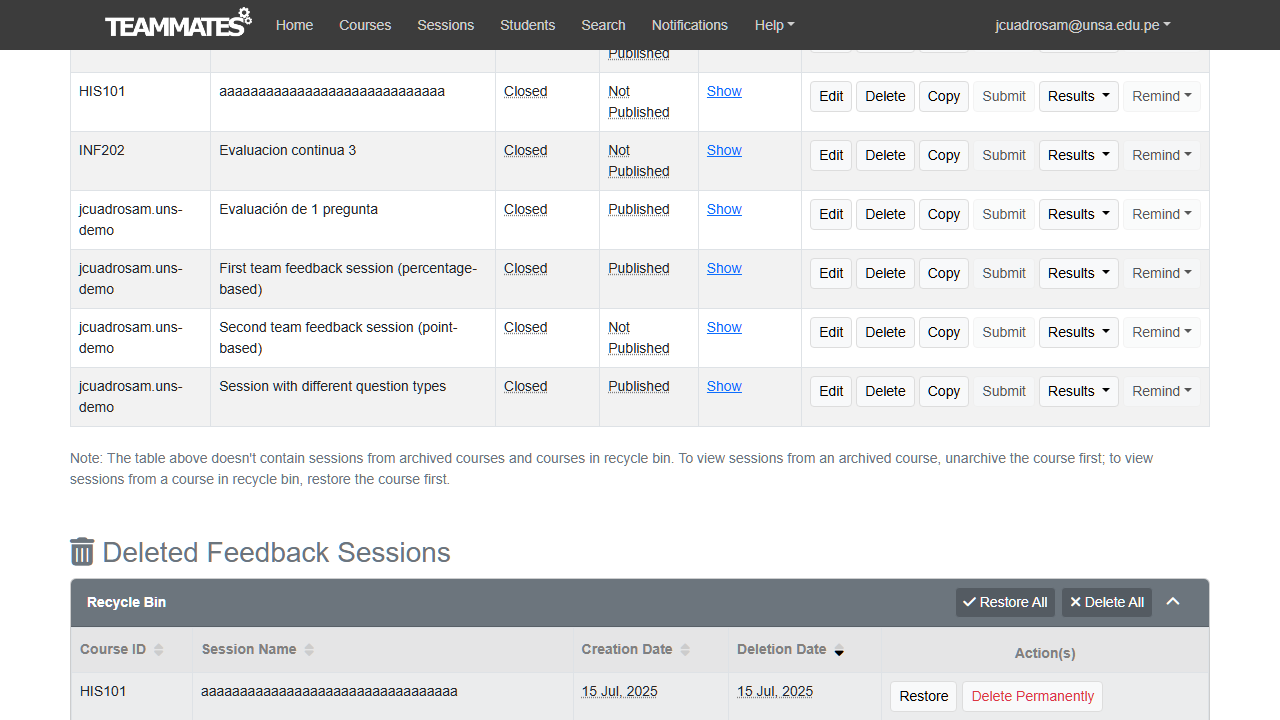 TEAMMATES Home Courses Sessions Students Search Notifications Help jcuadrosam@unsa.edu.pe
Published
HIS101 aaaaaaaaaaaaaaaaaaaaaaaaaaaaa Closed Not Published Show Edit Delete Copy Submit Results Remind
INF202 Evaluacion continua 3 Closed Not Published Show Edit Delete Copy Submit Results Remind
jcuadrosam.uns-demo Evaluación de 1 pregunta Closed Published Show Edit Delete Copy Submit Results Remind
jcuadrosam.uns-demo First team feedback session (percentage-based) Closed Published Show Edit Delete Copy Submit Results Remind
jcuadrosam.uns-demo Second team feedback session (point-based) Closed Not Published Show Edit Delete Copy Submit Results Remind
jcuadrosam.uns-demo Session with different question types Closed Published Show Edit Delete Copy Submit Results Remind
Note: The table above doesn't contain sessions from archived courses and courses in recycle bin. To view sessions from an archived course, unarchive the course first; to view
sessions from a course in recycle bin, restore the course first.
Deleted Feedback Sessions
Recycle Bin Restore All Delete All
Course ID Session Name Creation Date Deletion Date Action(s)
HIS101 aaaaaaaaaaaaaaaaaaaaaaaaaaaaaaaaa 15 Jul, 2025 15 Jul, 2025 Restore Delete Permanently